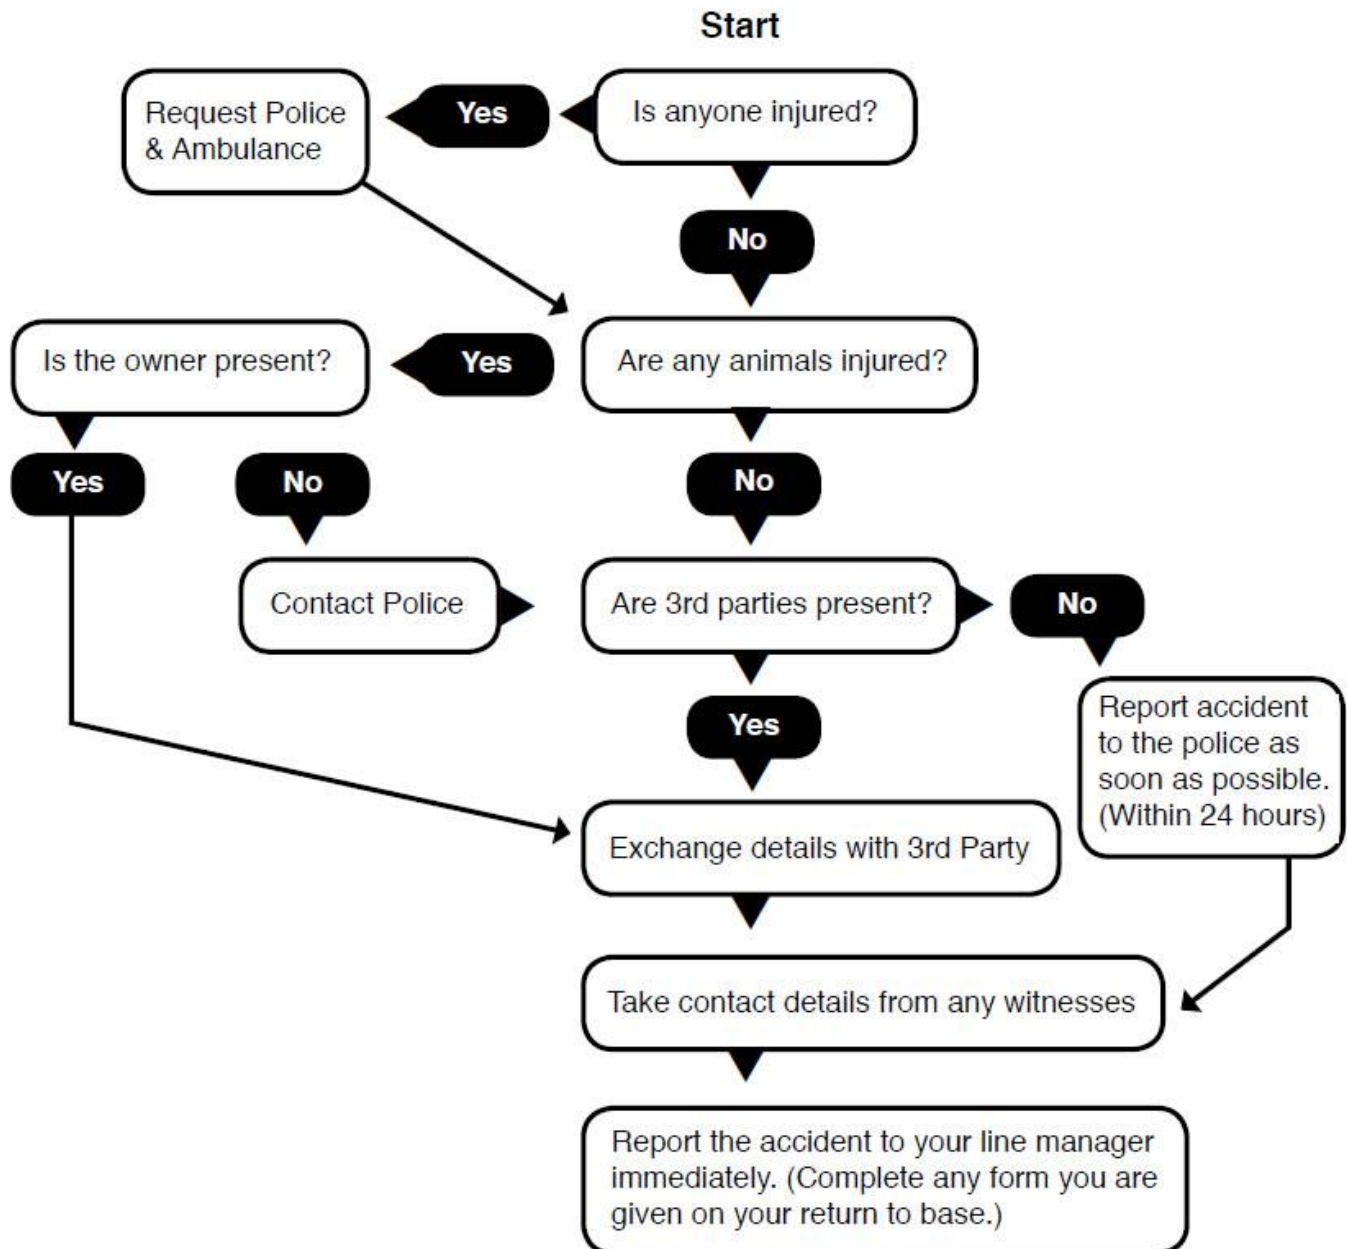 Start
Is anyone injured?
Yes
Request Police
& Ambulance
No
Are any animals injured?
Yes
Is the owner present?
Yes
No
No
Contact Police
Are 3rd parties present?
No
Yes
Report accident
to the police as
soon as possible.
(Within 24 hours)
Exchange details with 3rd Party
Take contact details from any witnesses
Report the accident to your line manager
immediately. (Complete any form you are
given on your return to base.)